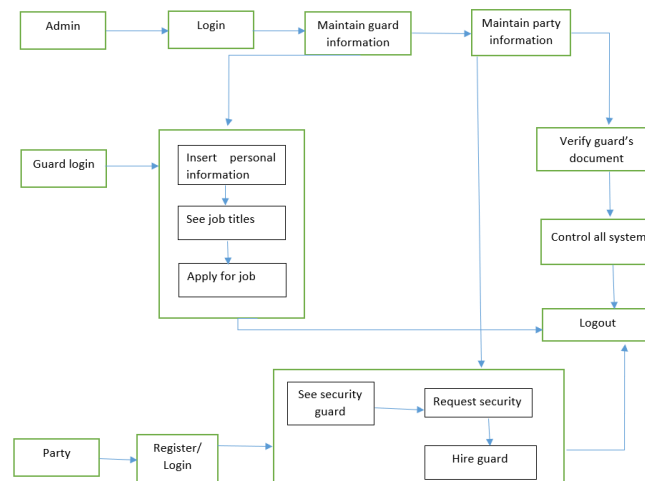 Admin
Login
Maintain guard
information
Maintain party
information
Verify guard's
document
Guard login
Insert personal
information
See job titles
Apply for job
Control all system
Logout
See security
guard
Request security
Hire guard
Party
Register/
Login